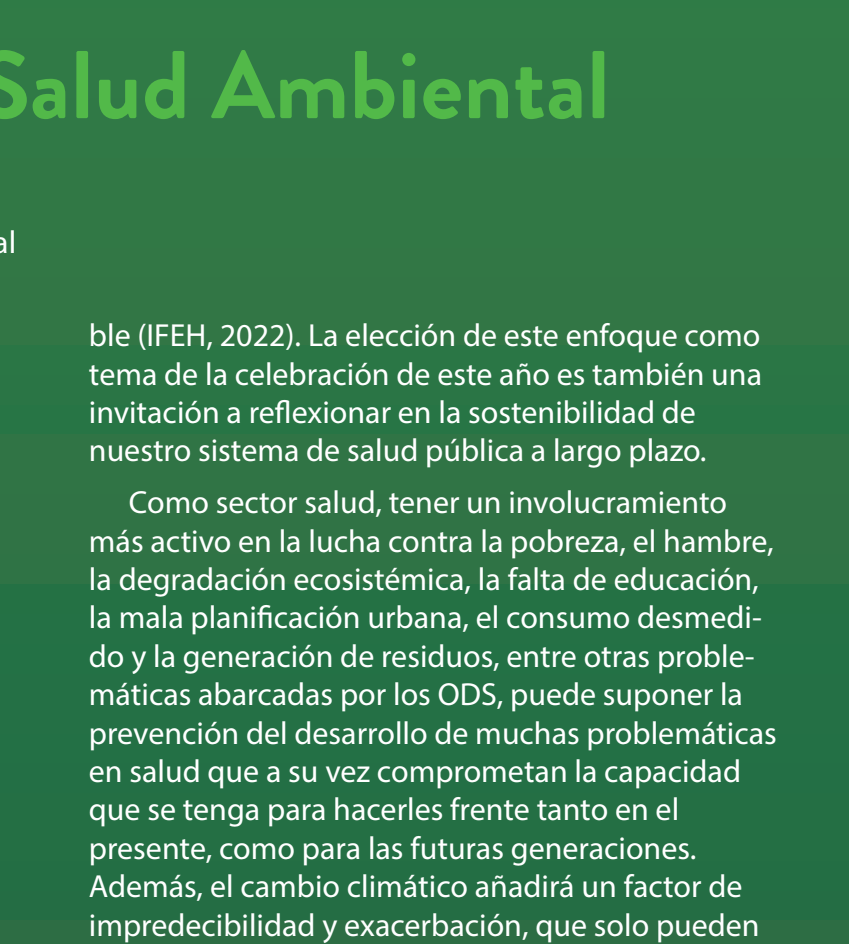 Salud Ambiental
al
ble (IFEH, 2022). La elección de este enfoque como
tema de la celebración de este año es también una
invitación a reflexionar en la sostenibilidad de
nuestro sistema de salud pública a largo plazo.
Como sector salud, tener un involucramiento
más activo en la lucha contra la pobreza, el hambre,
la degradación ecosistémica, la falta de educación,
la mala planificación urbana, el consumo desmedi-
do y la generación de residuos, entre otras proble-
máticas abarcadas por los ODS, puede suponer la
prevención del desarrollo de muchas problemáticas
en salud que a su vez comprometan la capacidad
que se tenga para hacerles frente tanto en el
presente, como para las futuras generaciones.
Además, el cambio climático añadirá un factor de
impredecibilidad y exacerbación, que solo pueden